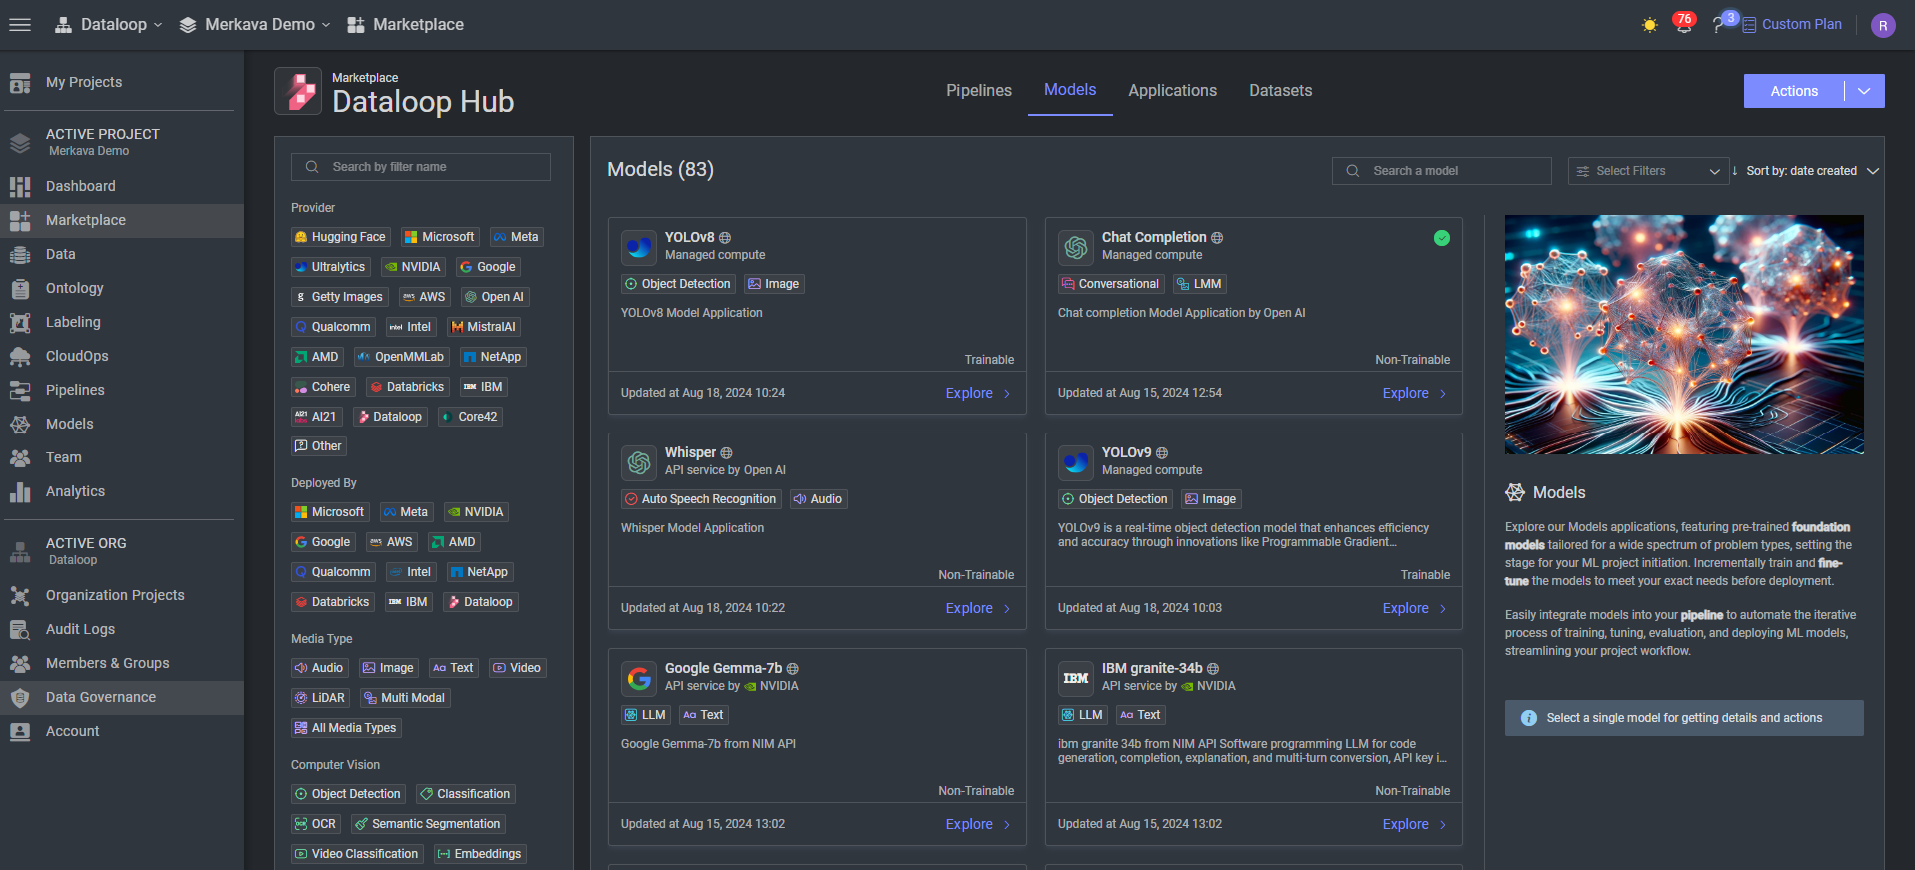 Dataloop
Merkava Demo
Marketplace
76
3
Custom Plan
R
My Projects
ACTIVE PROJECT
Merkava Demo
Dashboard
Marketplace
Data
Ontology
Labeling
CloudOps
Pipelines
Models
Team
Analytics
ACTIVE ORG
Dataloop
Organization Projects
Audit Logs
Members & Groups
Data Governance
Account
Marketplace
Dataloop Hub
Pipelines
Models
Applications
Datasets
Actions
Search by filter name
Provider
Hugging Face
Microsoft
Meta
Ultralytics
NVIDIA
Google
g Getty Images
aws AWS
Open AI
Qualcomm
intel Intel
MistralAI
AMD
OpenMMLab
NetApp
Cohere
Databricks
IBM IBM
AI21 AI21
Dataloop
Core42
Other
Deployed By
Microsoft
Meta
NVIDIA
Google
aws AWS
AMD
Qualcomm
Intel
NetApp
Databricks
IBM IBM
Dataloop
Media Type
Audio
Image
Aa Text
Video
LiDAR
Multi Modal
All Media Types
Computer Vision
Object Detection
Classification
OCR
Semantic Segmentation
Video Classification
Embeddings
Models (83)
Search a model
Select Filters
↓ Sort by: date created
YOLOv8
Managed compute
Object Detection
Image
YOLOv8 Model Application
Trainable
Updated at Aug 18, 2024 10:24
Explore
Chat Completion
Managed compute
Conversational
LMM
Chat completion Model Application by Open AI
Non-Trainable
Updated at Aug 15, 2024 12:54
Explore
Whisper
API service by Open AI
Auto Speech Recognition
Audio
Whisper Model Application
Non-Trainable
Updated at Aug 18, 2024 10:22
Explore
YOLOv9
Managed compute
Object Detection
Image
YOLOv9 is a real-time object detection model that enhances efficiency
and accuracy through innovations like Programmable Gradient...
Trainable
Updated at Aug 18, 2024 10:03
Explore
Google Gemma-7b
API service by NVIDIA
LLM
Aa Text
Google Gemma-7b from NIM API
Non-Trainable
Updated at Aug 15, 2024 13:02
Explore
IBM
IBM granite-34b
API service by NVIDIA
LLM
Aa Text
ibm granite 34b from NIM API Software programming LLM for code
generation, completion, explanation, and multi-turn conversion, API key i...
Non-Trainable
Updated at Aug 15, 2024 13:02
Explore
Models
Explore our Models applications, featuring pre-trained foundation
models tailored for a wide spectrum of problem types, setting the
stage for your ML project initiation. Incrementally train and fine-
tune the models to meet your exact needs before deployment.
Easily integrate models into your pipeline to automate the iterative
process of training, tuning, evaluation, and deploying ML models,
streamlining your project workflow.
Select a single model for getting details and actions